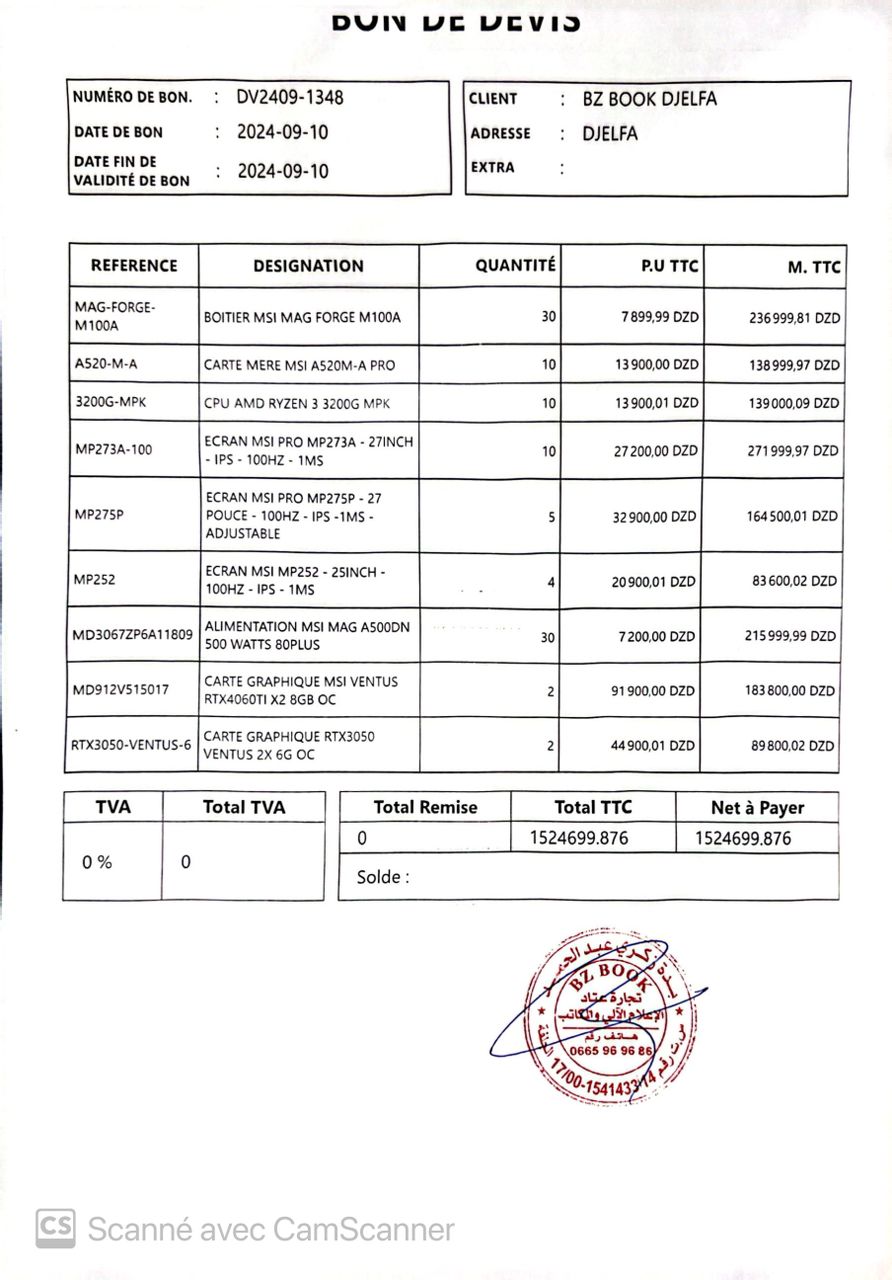 BON DE DEVIS
NUMÉRO DE BON. : DV2409-1348
DATE DE BON : 2024-09-10
DATE FIN DE
VALIDITÉ DE BON : 2024-09-10
CLIENT : BZ BOOK DJELFA
ADRESSE : DJELFA
EXTRA :
REFERENCE DESIGNATION QUANTITÉ P.U TTC M. TTC
MAG-FORGE-
M100A BOITIER MSI MAG FORGE M100A 30 7 899,99 DZD 236 999,81 DZD
A520-M-A CARTE MERE MSI A520M-A PRO 10 13 900,00 DZD 138 999,97 DZD
3200G-MPK CPU AMD RYZEN 3 3200G MPK 10 13 900,01 DZD 139 000,09 DZD
MP273A-100 ECRAN MSI PRO MP273A - 27INCH
- IPS - 100HZ - 1MS 10 27 200,00 DZD 271 999,97 DZD
MP275P ECRAN MSI PRO MP275P - 27
POUCE - 100HZ - IPS -1MS -
ADJUSTABLE 5 32 900,00 DZD 164 500,01 DZD
MP252 ECRAN MSI MP252 - 25INCH -
100HZ - IPS - 1MS 4 20 900,01 DZD 83 600,02 DZD
MD3067ZP6A11809 ALIMENTATION MSI MAG A500DN
500 WATTS 80PLUS 30 7 200,00 DZD 215 999,99 DZD
MD912V515017 CARTE GRAPHIQUE MSI VENTUS
RTX4060TI X2 8GB OC 2 91 900,00 DZD 183 800,00 DZD
RTX3050-VENTUS-6 CARTE GRAPHIQUE RTX3050
VENTUS 2X 6G OC 2 44 900,01 DZD 89 800,02 DZD
TVA Total TVA
0 % 0
Total Remise Total TTC Net à Payer
0 1524699.876 1524699.876
Solde :
عبد الحميد
BZ BOOK
تجارة عتاد
الإعلام الآلي والمكاتب
هاتف رقم
0665 96 96 86
س.ت رقم 14 17/00-1541433 الجلفة
CS Scanné avec CamScanner